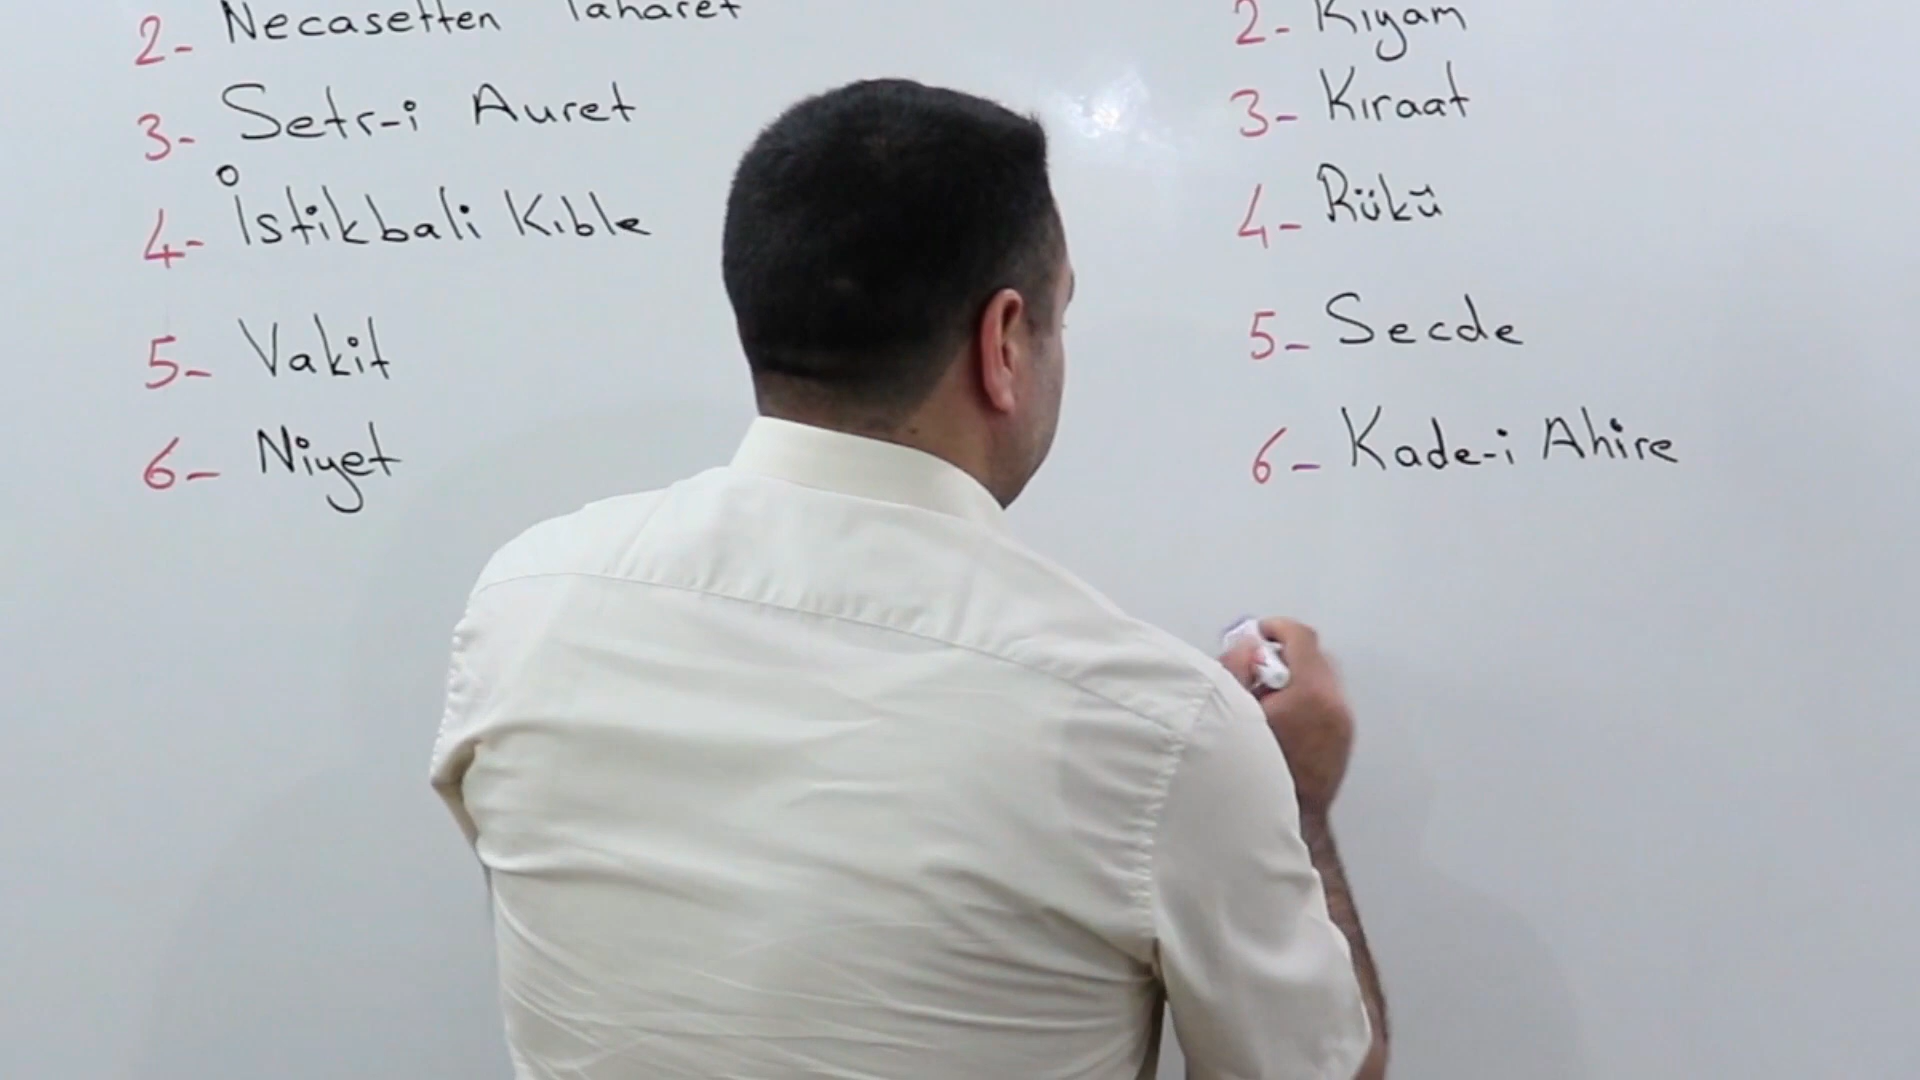 2- Necasetten Taharet
3- Setr-i Auret
4- İstikbali Kıble
5- Vakit
6- Niyet
2- Kıyam
3- Kıraat
4- Rükü
5- Secde
6- Kade-i Ahire